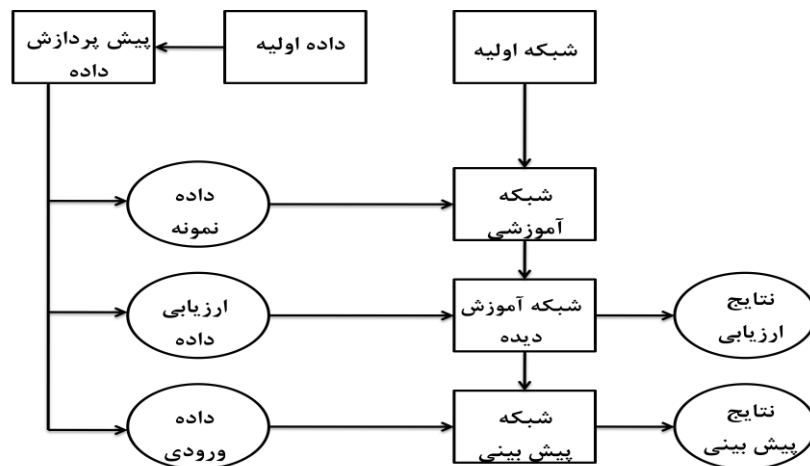 شبکه اولیه
داده اولیه
پیش پردازش
داده
شبکه
آموزشی
داده
نمونه
نتایج
ارزیابی
شبکه آموزش
دیده
ارزیابی
داده
نتایج
پیش بینی
شبکه
پیش بینی
داده
ورودی